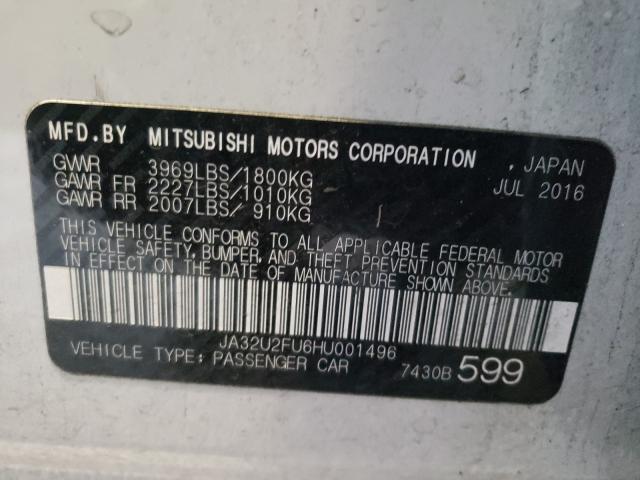 MFD.BY MITSUBISHI MOTORS CORPORATION , JAPAN
GVWR 3969LBS/1800KG JUL 2016
GAWR FR 2227LBS/1010KG
GAWR RR 2007LBS/ 910KG
THIS VEHICLE CONFORMS TO ALL APPLICABLE FEDERAL MOTOR
VEHICLE SAFETY, BUMPER, AND THEFT PREVENTION STANDARDS
IN EFFECT ON THE DATE OF MANUFACTURE SHOWN ABOVE.
JA32U2FU6HU001496
VEHICLE TYPE: PASSENGER CAR 7430B 599